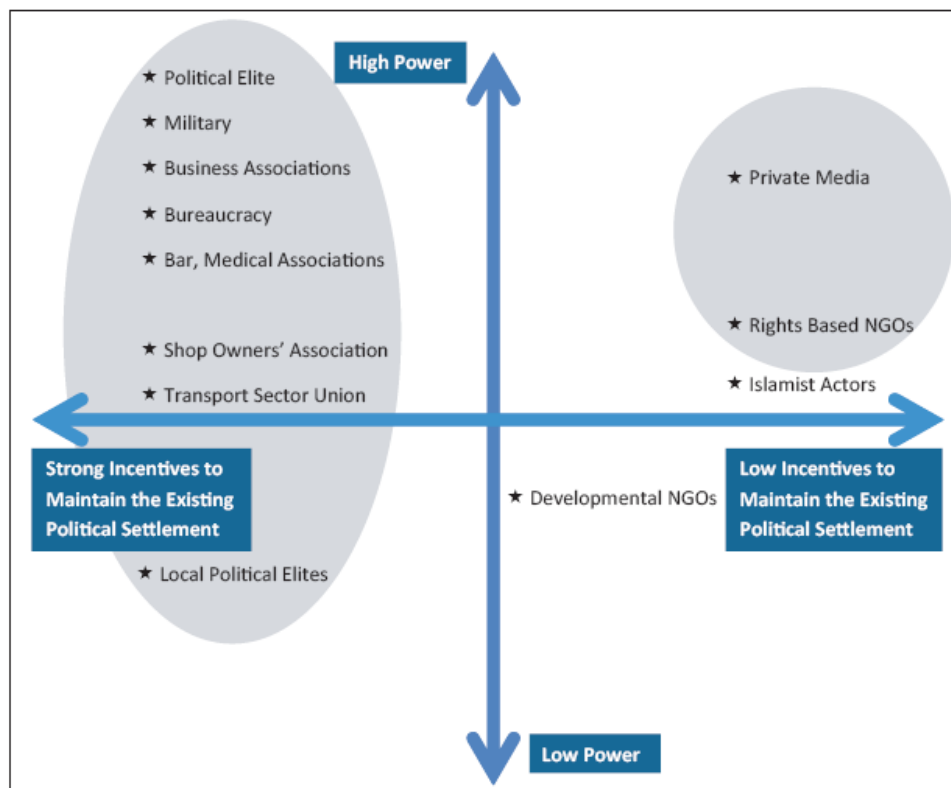 High Power
★ Political Elite
★ Military
★ Business Associations
★ Bureaucracy
★ Bar, Medical Associations
★ Shop Owners’ Association
★ Transport Sector Union
★ Private Media
★ Rights Based NGOs
★ Islamist Actors
Strong Incentives to
Maintain the Existing
Political Settlement
Low Incentives to
Maintain the Existing
Political Settlement
★ Developmental NGOs
★ Local Political Elites
Low Power